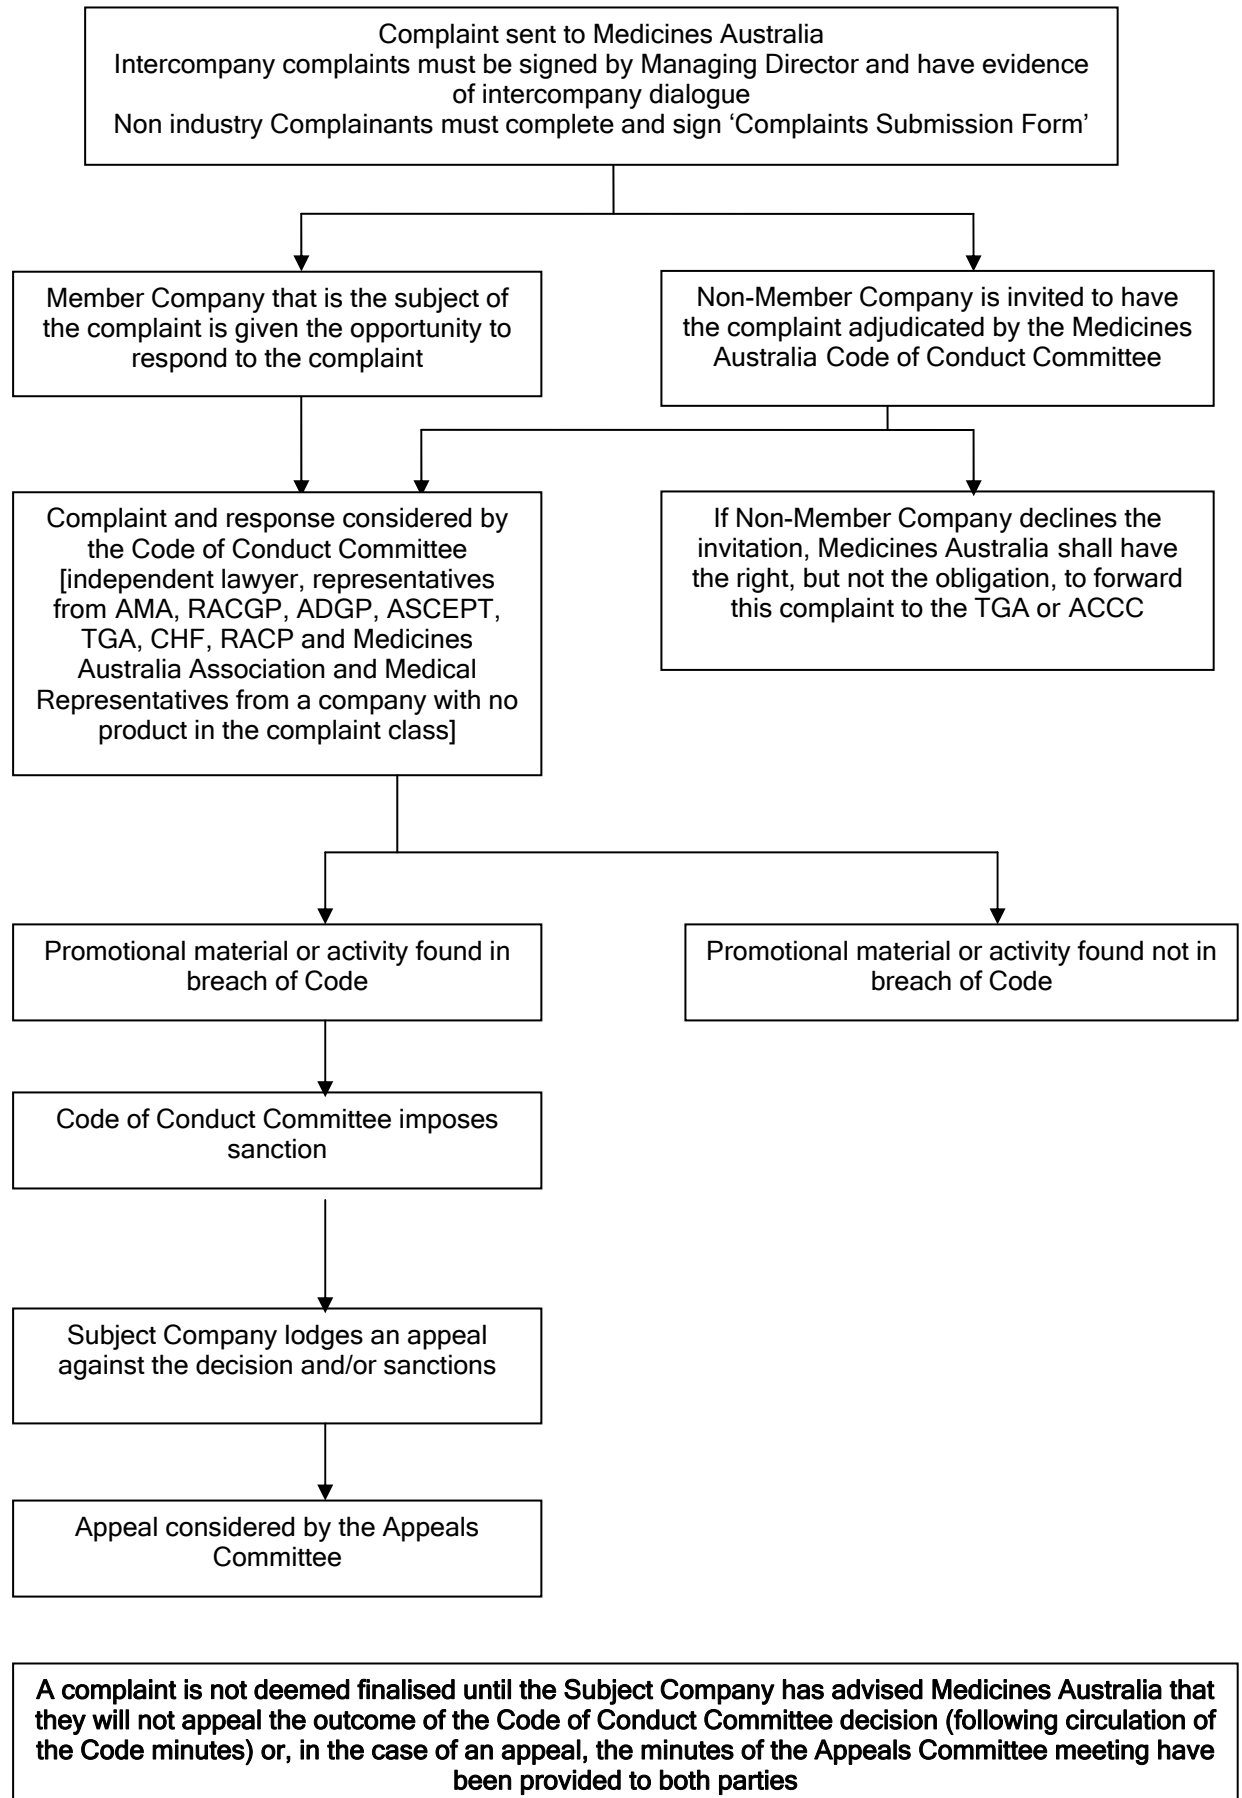 Complaint sent to Medicines Australia
Intercompany complaints must be signed by Managing Director and have evidence
of intercompany dialogue
Non industry Complainants must complete and sign ‘Complaints Submission Form’
Member Company that is the subject of
the complaint is given the opportunity to
respond to the complaint
Non-Member Company is invited to have
the complaint adjudicated by the Medicines
Australia Code of Conduct Committee
Complaint and response considered by
the Code of Conduct Committee
[independent lawyer, representatives
from AMA, RACGP, ADGP, ASCEPT,
TGA, CHF, RACP and Medicines
Australia Association and Medical
Representatives from a company with no
product in the complaint class]
If Non-Member Company declines the
invitation, Medicines Australia shall have
the right, but not the obligation, to forward
this complaint to the TGA or ACCC
Promotional material or activity found in
breach of Code
Promotional material or activity found not in
breach of Code
Code of Conduct Committee imposes
sanction
Subject Company lodges an appeal
against the decision and/or sanctions
Appeal considered by the Appeals
Committee
A complaint is not deemed finalised until the Subject Company has advised Medicines Australia that
they will not appeal the outcome of the Code of Conduct Committee decision (following circulation of
the Code minutes) or, in the case of an appeal, the minutes of the Appeals Committee meeting have
been provided to both parties